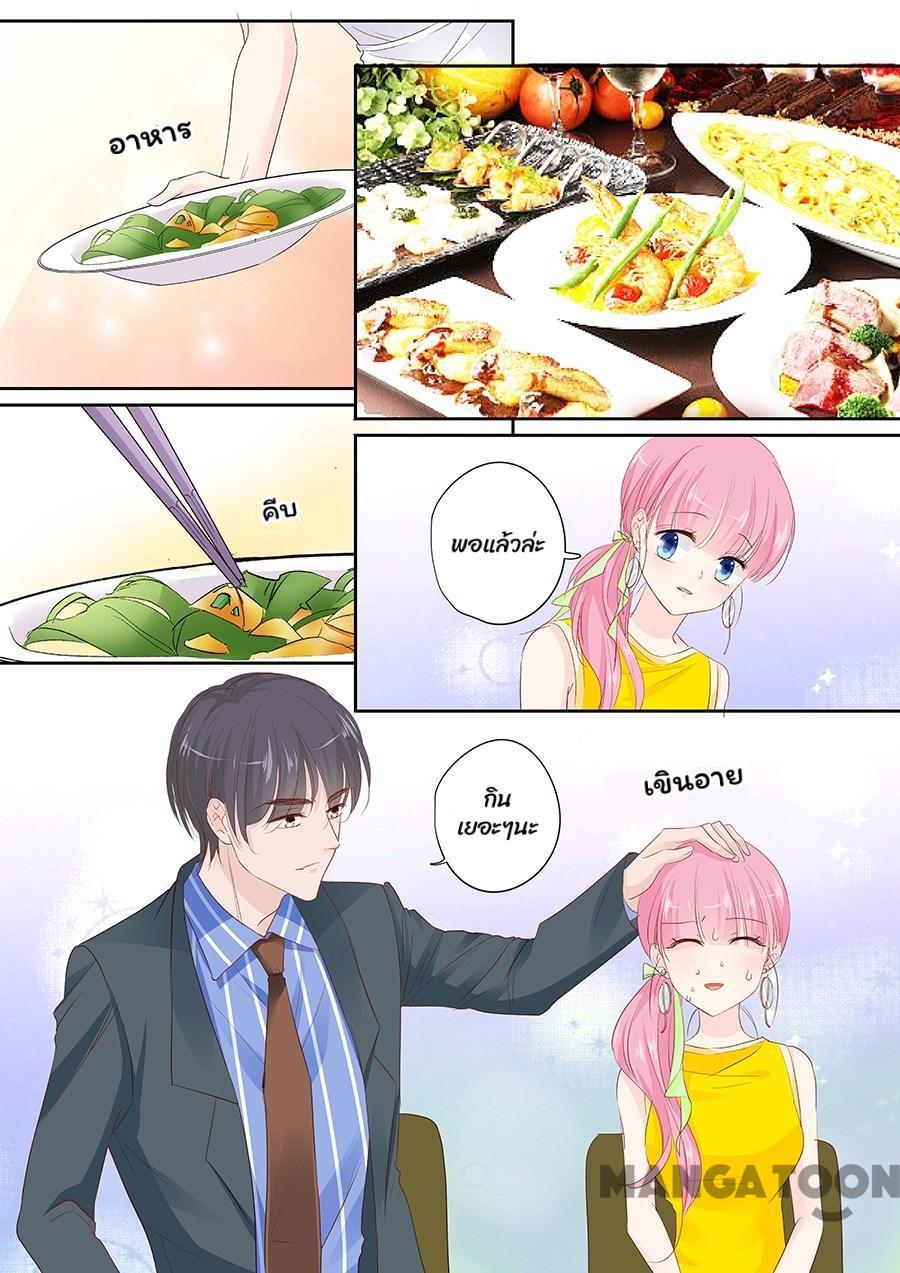 อาหาร
คีบ
พอแล้วล่ะ
กิน
เยอะๆนะ
เขินอาย
MANGATOON